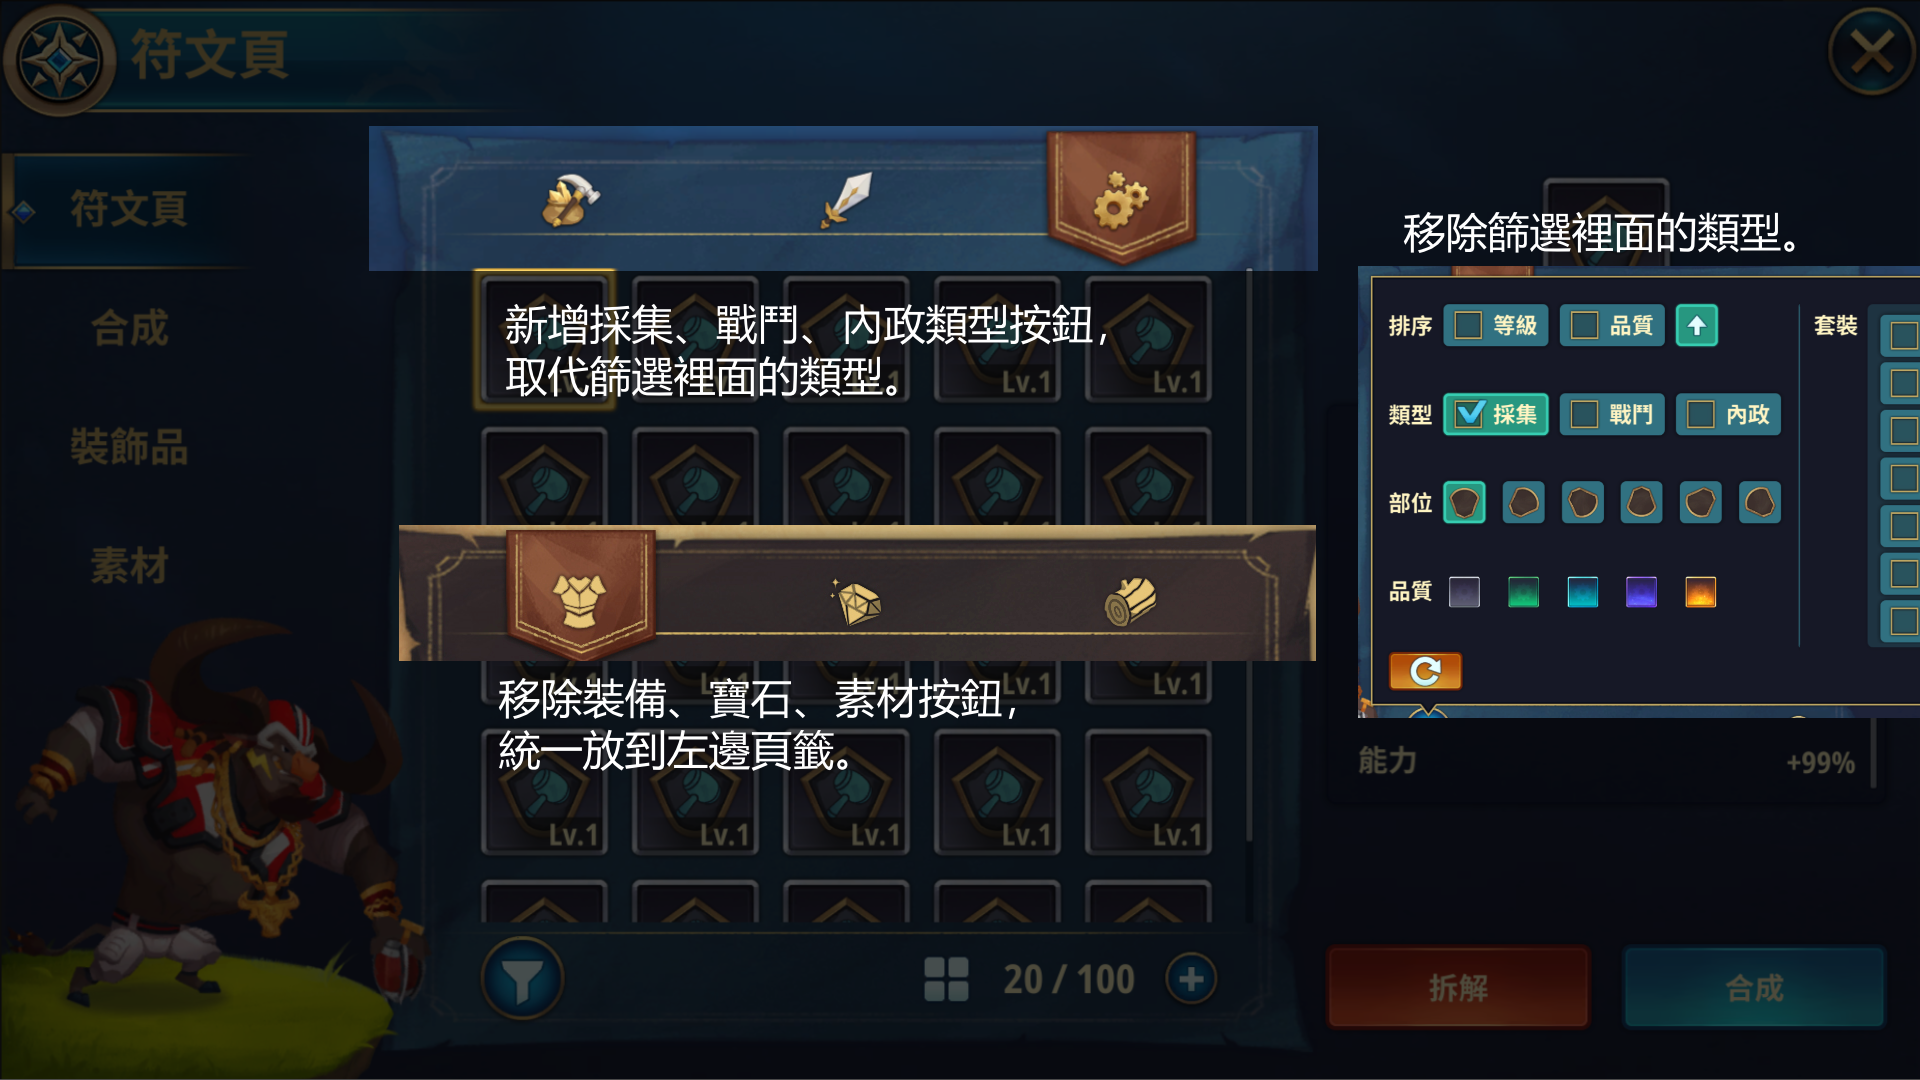 符文頁
符文頁
合成
裝飾品
素材
新增採集、戰鬥、內政類型按鈕，
取代篩選裡面的類型。
Lv.1
Lv.1
移除裝備、寶石、素材按鈕，
統一放到左邊頁籤。
Lv.1
Lv.1
Lv.1
Lv.1
Lv.1
Lv.1
Lv.1
20 / 100
移除篩選裡面的類型。
排序 等級 品質 套裝
類型 採集 戰鬥 內政
部位
品質
能力 +99%
拆解 合成